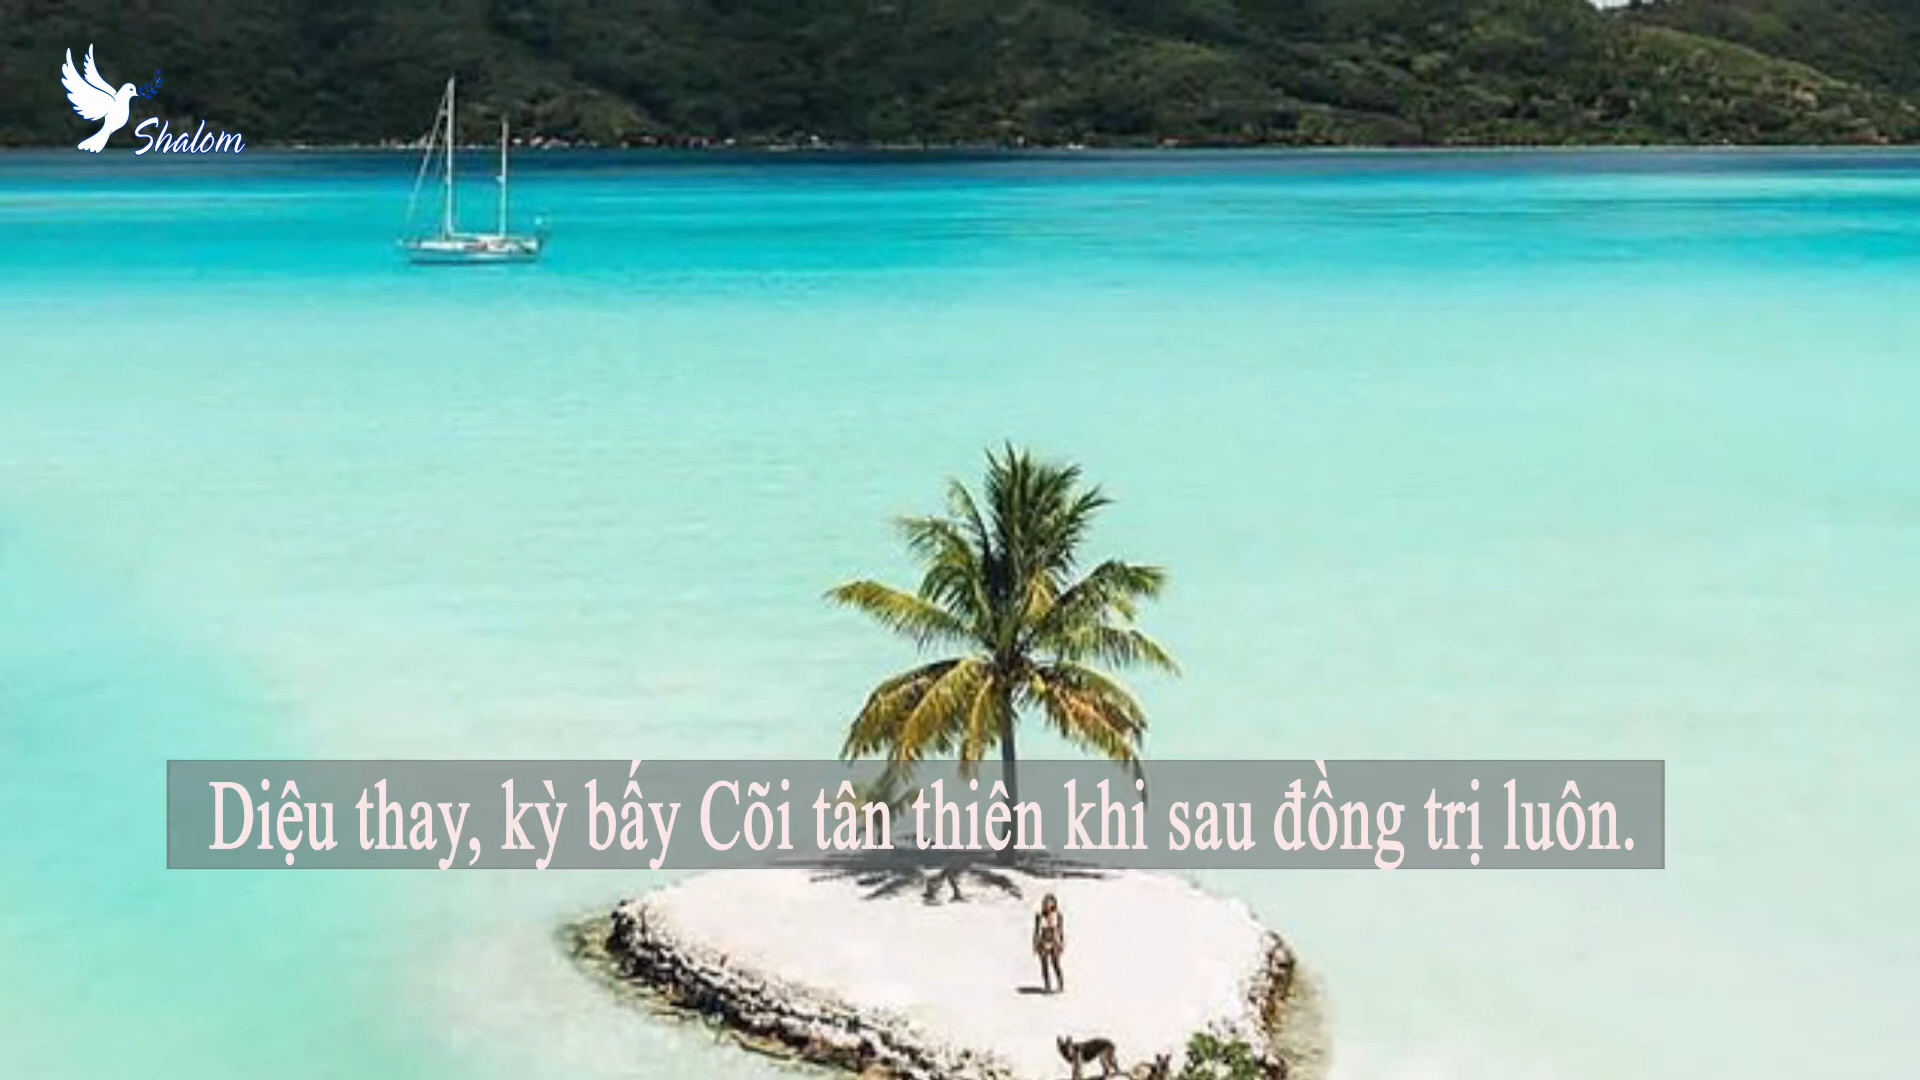 Shalom
Diệu thay, kỳ bấy Cõi tân thiên khi sau đồng trị luôn.